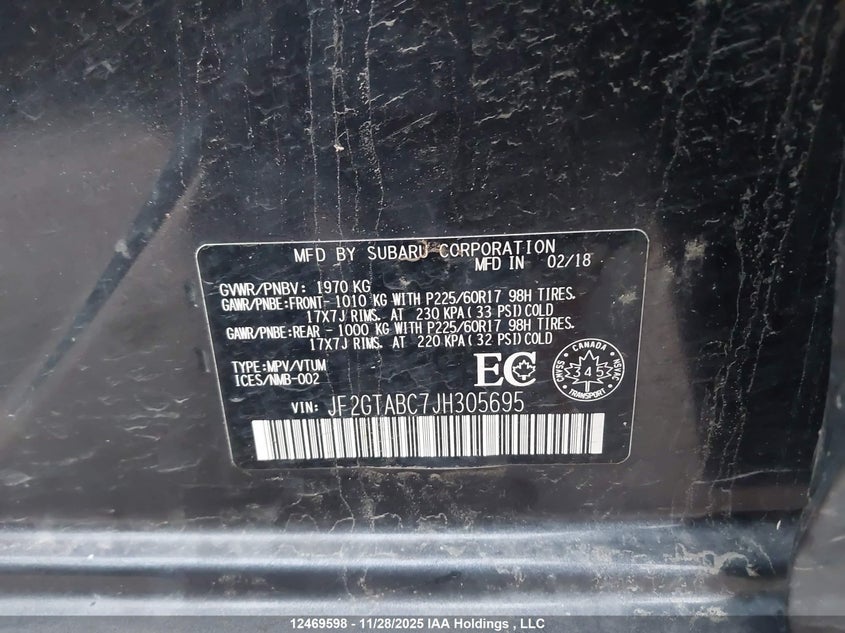 MFD BY SUBARU CORPORATION
MFD IN 02/18
GVWR/PNBV: 1970 KG
GAWR/PNBE:FRONT- 1010 KG WITH P225/60R17 98H TIRES.
17X7J RIMS. AT 230 KPA(33 PSI)COLD
GAWR/PNBE:REAR - 1000 KG WITH P225/60R17 98H TIRES.
17X7J RIMS. AT 220 KPA(32 PSI)COLD
TYPE:MPV/VTUM
ICES/NMB-002
EC
CANADA
CMVSS 345 NSVAC
TRANSPORT
VIN: JF2GTABC7JH305695
12469598 - 11/28/2025 IAA Holdings , LLC